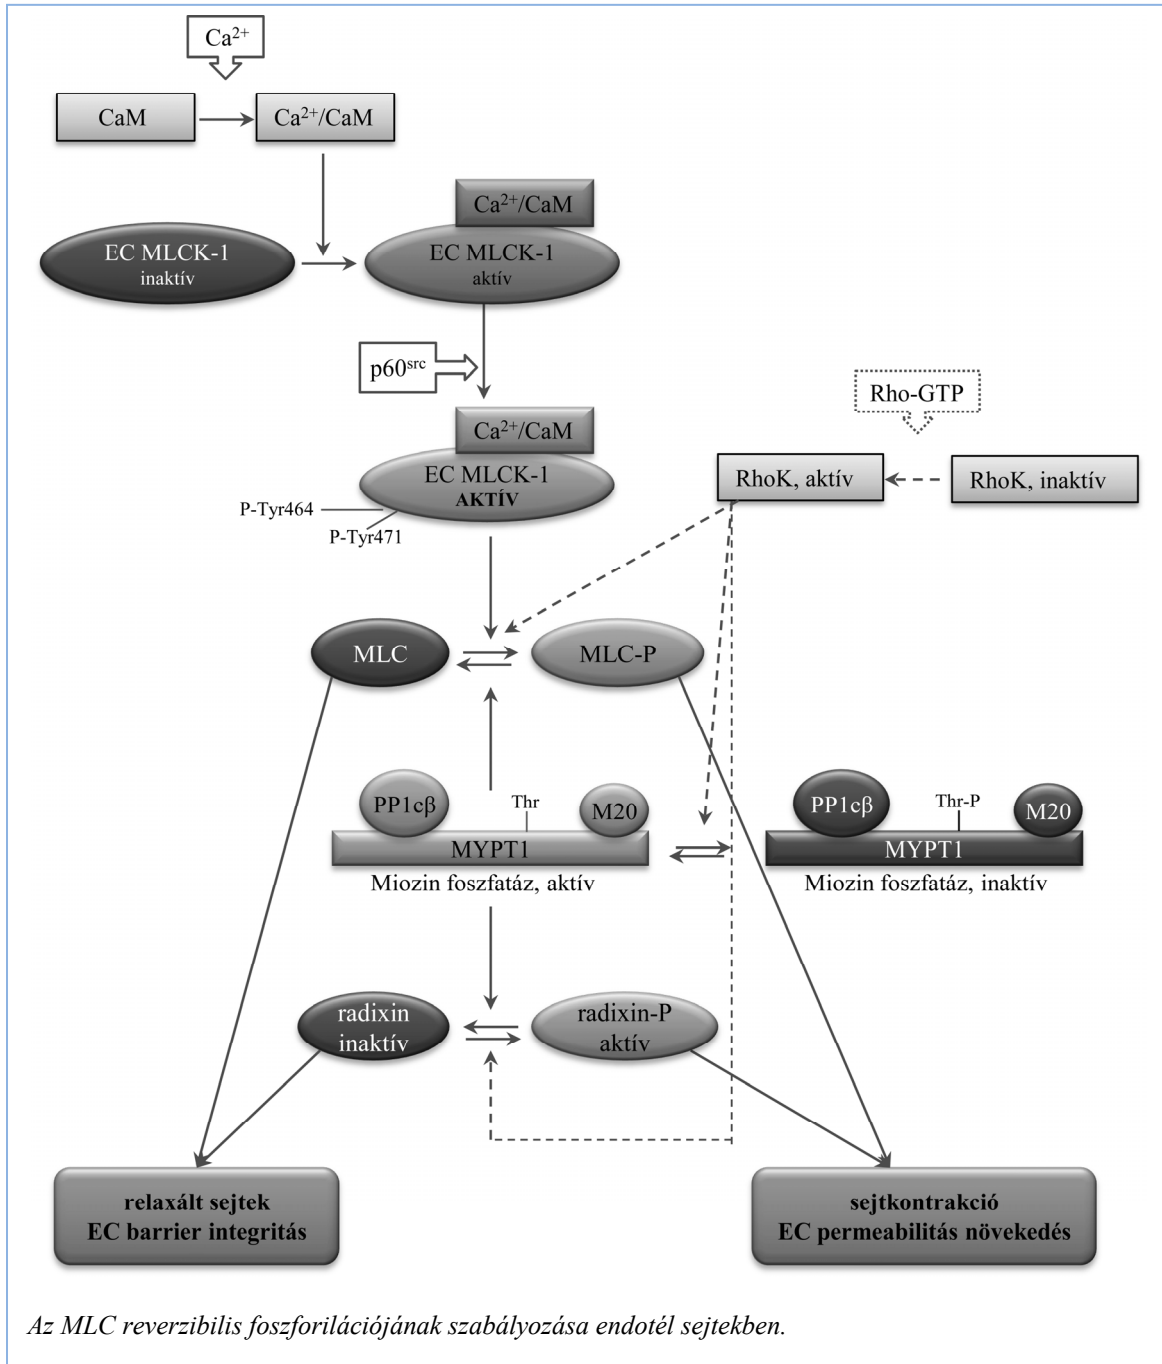 Ca²⁺
CaM
Ca²⁺/CaM
Ca²⁺/CaM
EC MLCK-1
inaktív
EC MLCK-1
aktív
p60ˢʳᶜ
Rho-GTP
Ca²⁺/CaM
EC MLCK-1
AKTÍV
RhoK, aktív
RhoK, inaktív
P-Tyr464
P-Tyr471
MLC
MLC-P
PP1cβ
Thr
M20
MYPT1
Miozin foszfatáz, aktív
PP1cβ
Thr-P
M20
MYPT1
Miozin foszfatáz, inaktív
radixin
inaktív
radixin-P
aktív
relaxált sejtek
EC barrier integritás
sejtkontrakció
EC permeabilitás növekedés
Az MLC reverzibilis foszforilációjának szabályozása endotél sejtekben.